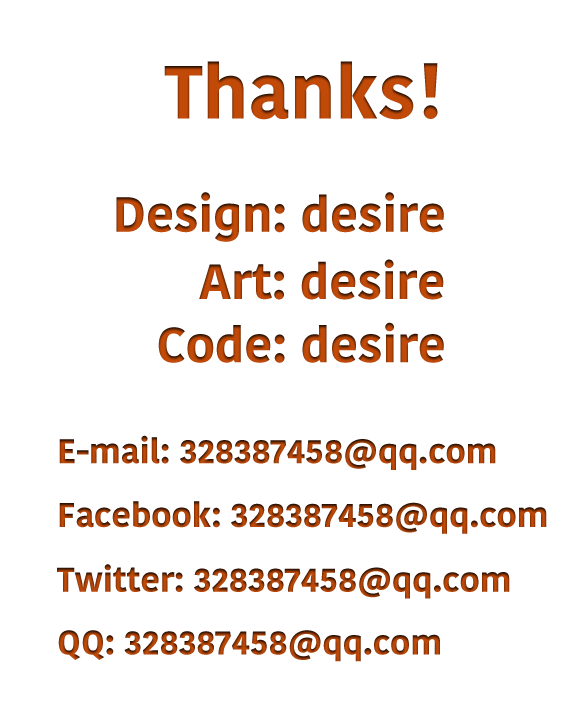 Thanks!
Design: desire
Art: desire
Code: desire
E-mail: 328387458@qq.com
Facebook: 328387458@qq.com
Twitter: 328387458@qq.com
QQ: 328387458@qq.com